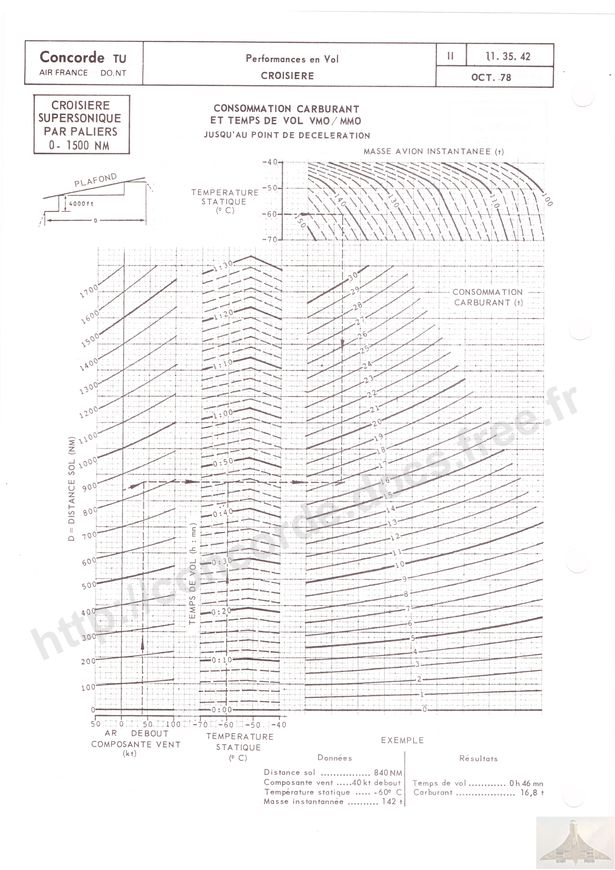 Concorde TU
AIR FRANCE DO.NT
Performances en Vol
CROISIERE
II
11. 35. 42
OCT. 78
CROISIERE
SUPERSONIQUE
PAR PALIERS
0 - 1500 NM
CONSOMMATION CARBURANT
ET TEMPS DE VOL VMO / MMO
JUSQU'AU POINT DE DECELERATION
MASSE AVION INSTANTANEE (t)
PLAFOND
4000 ft
D
TEMPERATURE
STATIQUE
(° C)
-40
-50
-60
-70
150
110
100
CONSOMMATION
CARBURANT (t)
D = DISTANCE SOL (NM)
1700
1600
1500
1400
1300
1200
1100
1000
900
800
700
600
500
400
300
200
100
0
TEMPS DE VOL (h : mn)
1:30
1:20
1:10
1:00
0:50
0:40
0:30
0:20
0:10
0:00
30
29
28
27
26
25
24
23
22
21
20
19
18
17
16
15
14
13
12
11
10
9
8
7
6
5
4
3
2
1
0
50 0 50 100 -70 -60 -50 -40
AR DEBOUT
COMPOSANTE VENT
(kt)
TEMPERATURE
STATIQUE
(° C)
EXEMPLE
Données Résultats
Distance sol ................ 840 NM
Composante vent .....40 kt debout Temps de vol ............ 0 h 46 mn
Température statique ..... -60° C Carburant ................... 16,8 t
Masse instantannée .......... 142 t
http://concorde.docs.free.fr